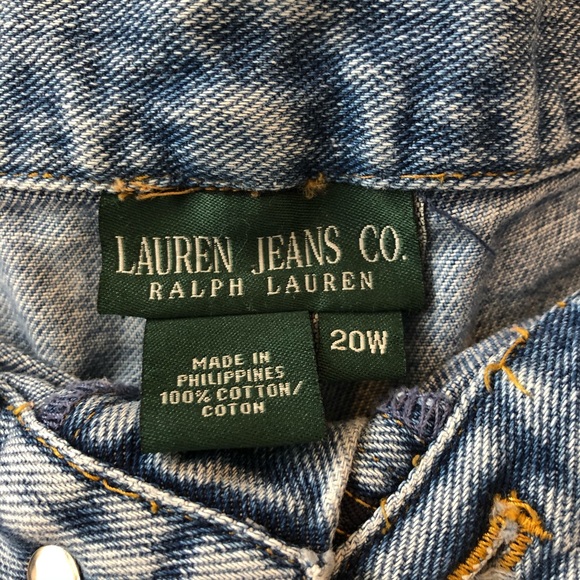 LAUREN JEANS CO.
RALPH LAUREN
20W
MADE IN
PHILIPPINES
100% COTTON/
COTON